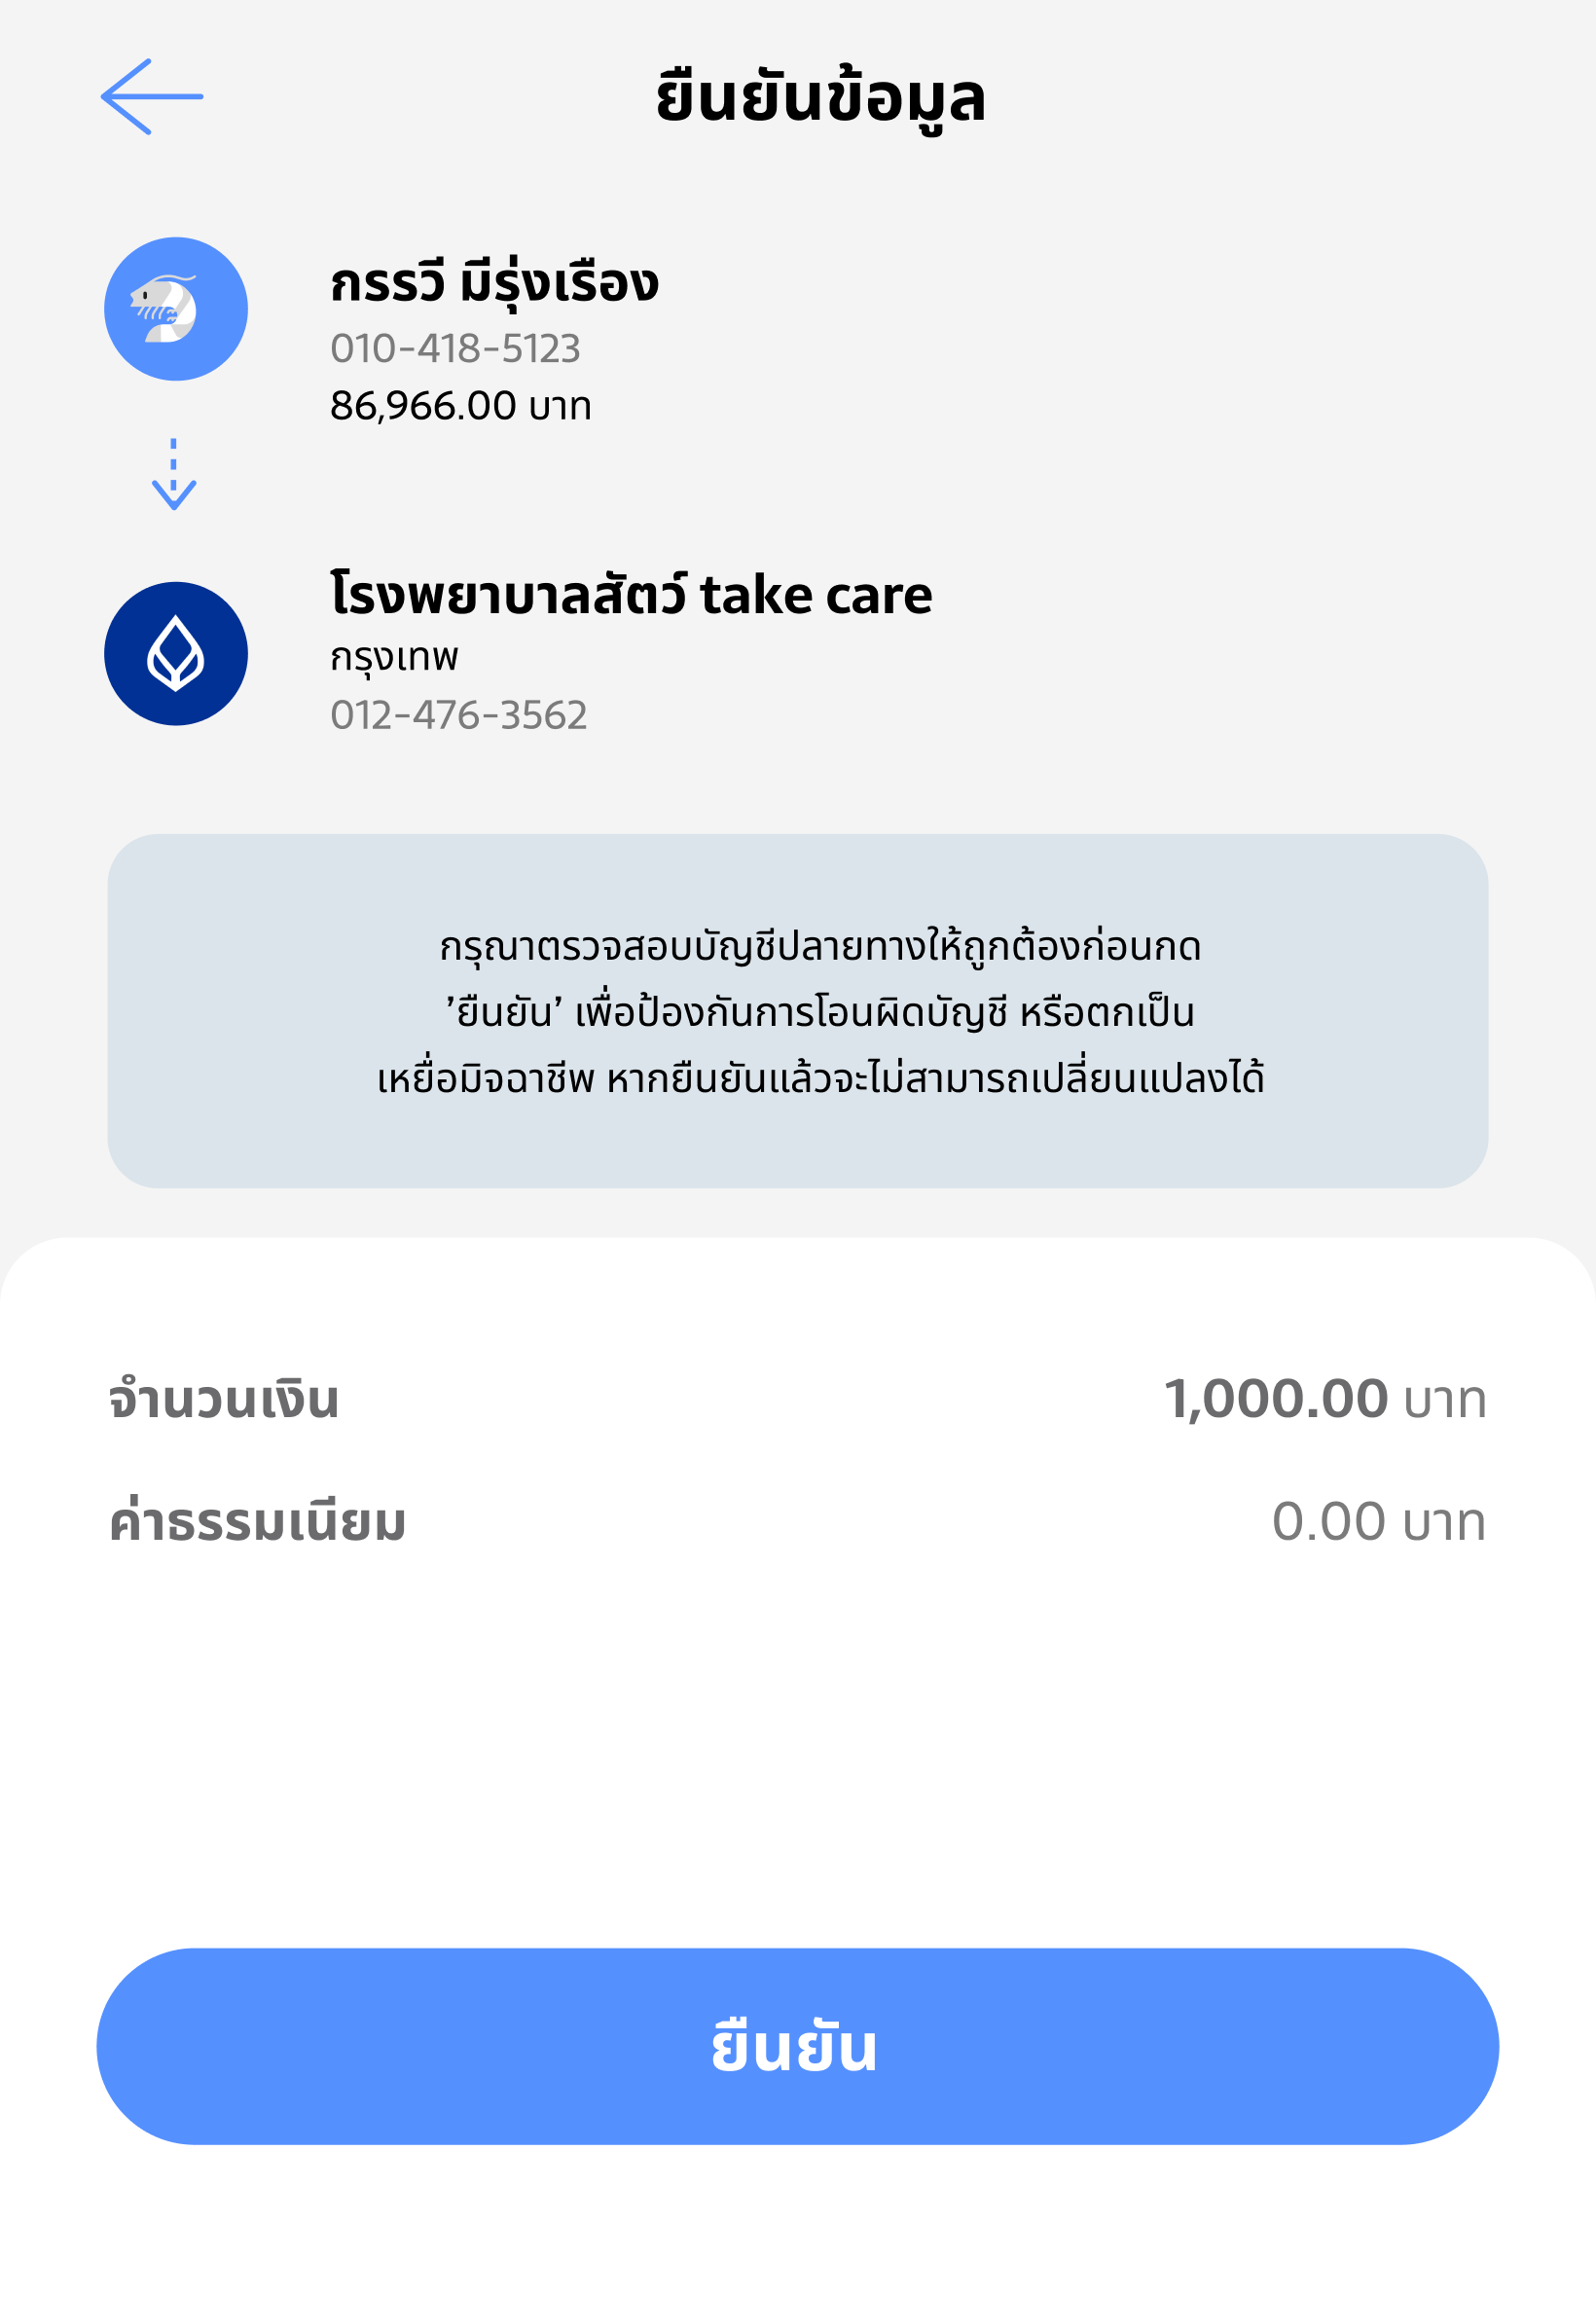 ยืนยันข้อมูล
กรรวี มีรุ่งเรือง
010-418-5123
86,966.00 บาท
โรงพยาบาลสัตว์ take care
กรุงเทพ
012-476-3562
กรุณาตรวจสอบบัญชีปลายทางให้ถูกต้องก่อนกด
’ยืนยัน’ เพื่อป้องกันการโอนผิดบัญชี หรือตกเป็น
เหยื่อมิจฉาชีพ หากยืนยันแล้วจะไม่สามารถเปลี่ยนแปลงได้
จำนวนเงิน 1,000.00 บาท
ค่าธรรมเนียม 0.00 บาท
ยืนยัน